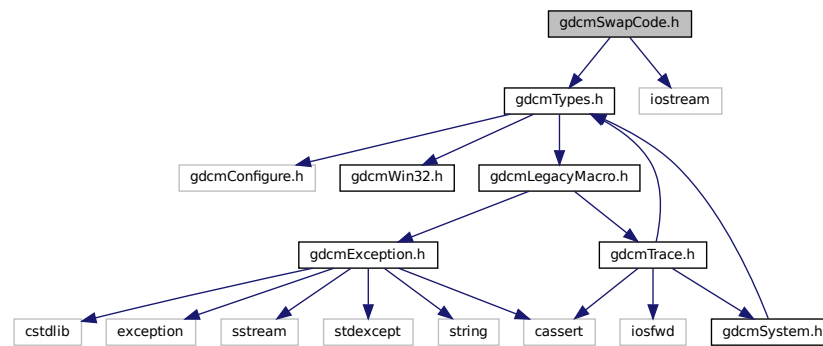 gdcmSwapCode.h
gdcmTypes.h
iostream
gdcmConfigure.h
gdcmWin32.h
gdcmLegacyMacro.h
gdcmException.h
gdcmTrace.h
cstdlib
exception
sstream
stdexcept
string
cassert
iosfwd
gdcmSystem.h